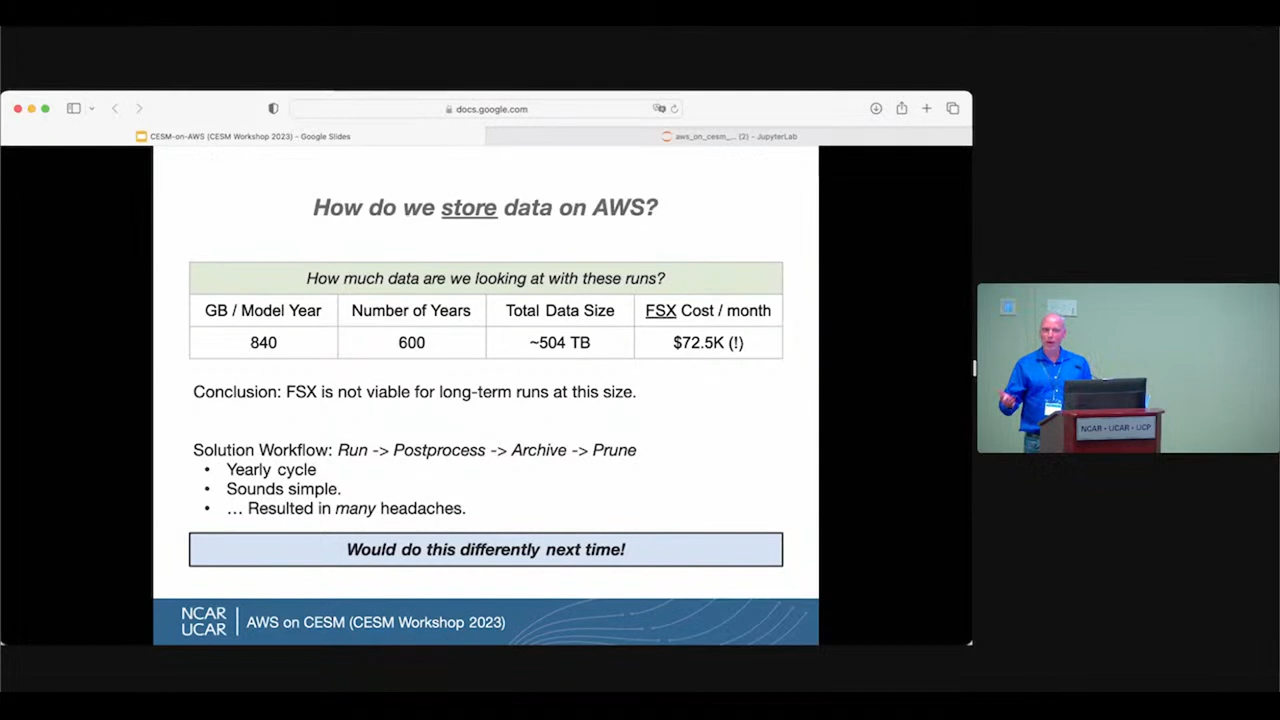 docs.google.com
CESM-on-AWS (CESM Workshop 2023) - Google Slides
aws_on_cesm_... (2) - JupyterLab
How do we store data on AWS?
How much data are we looking at with these runs?
GB / Model Year Number of Years Total Data Size FSX Cost / month
840 600 ~504 TB $72.5K (!)
Conclusion: FSX is not viable for long-term runs at this size.
Solution Workflow: Run -> Postprocess -> Archive -> Prune
• Yearly cycle
• Sounds simple.
• … Resulted in many headaches.
Would do this differently next time!
NCAR
UCAR
AWS on CESM (CESM Workshop 2023)
NCAR - UCAR - UCP